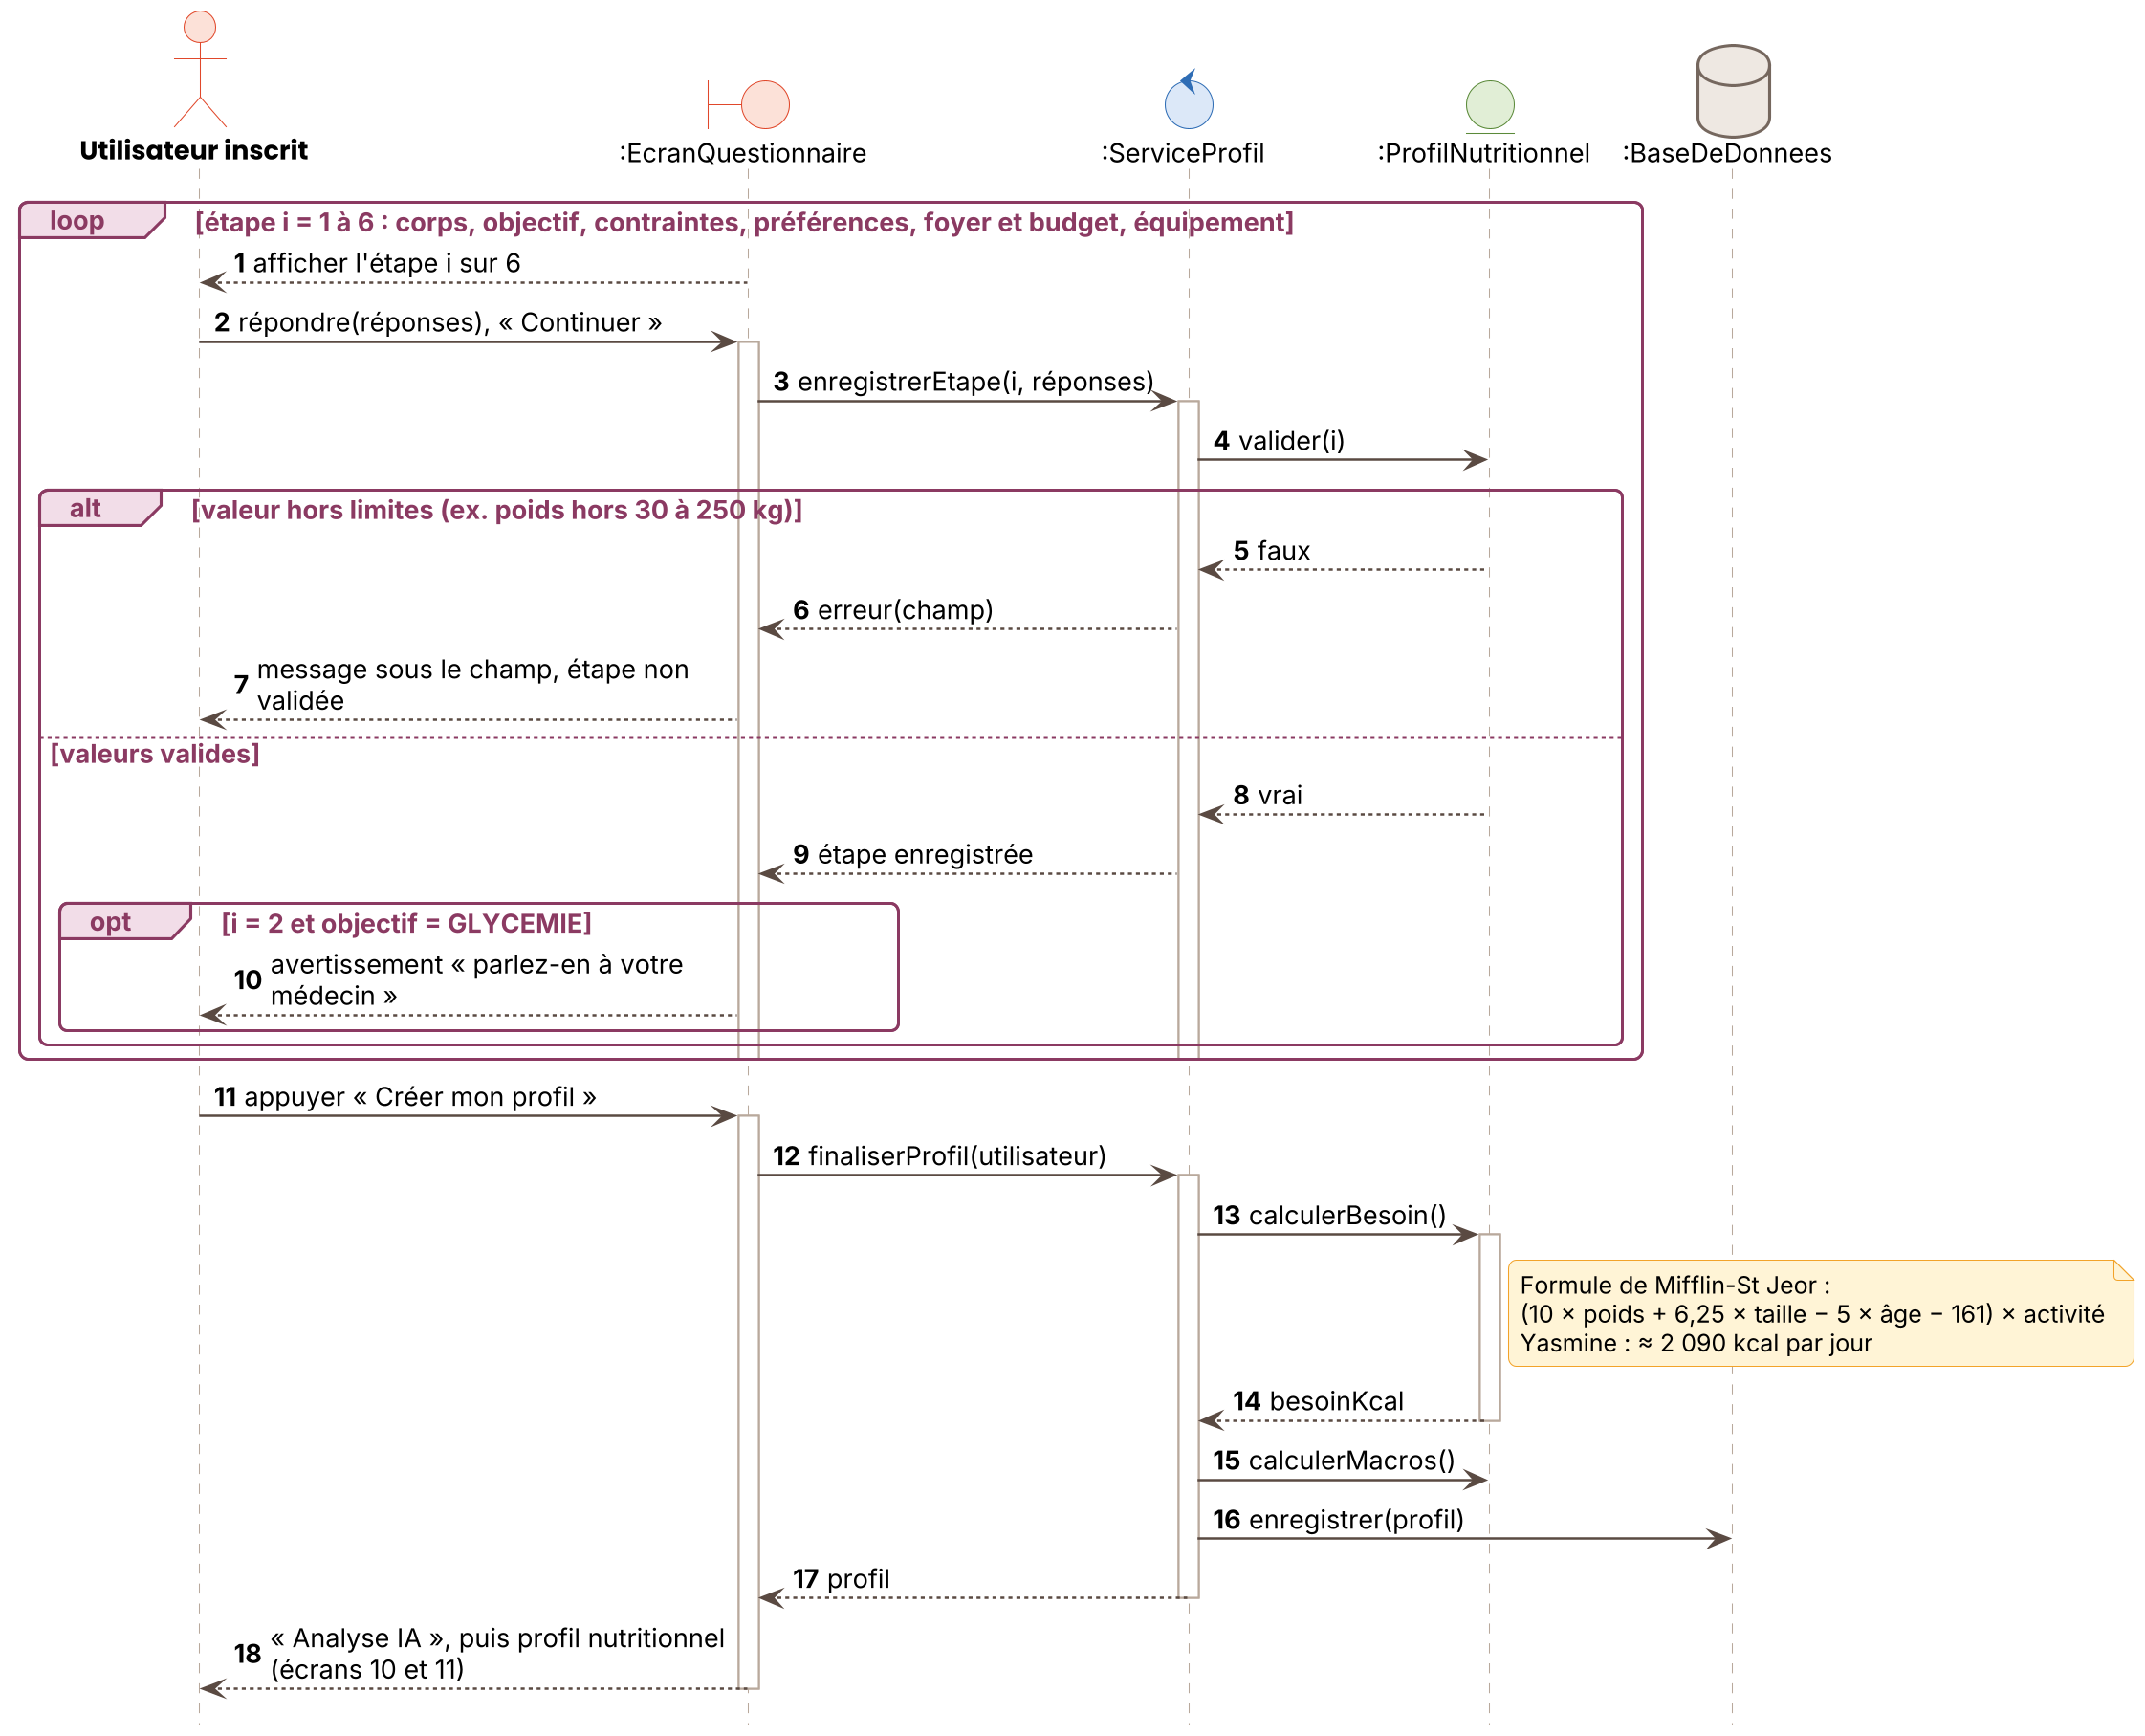 Utilisateur inscrit
:EcranQuestionnaire
:ServiceProfil
:ProfilNutritionnel
:BaseDeDonnees
loop
[étape i = 1 à 6 : corps, objectif, contraintes, préférences, foyer et budget, équipement]
1 afficher l'étape i sur 6
2 répondre(réponses), « Continuer »
3 enregistrerEtape(i, réponses)
4 valider(i)
alt
[valeur hors limites (ex. poids hors 30 à 250 kg)]
5 faux
6 erreur(champ)
7 message sous le champ, étape non
validée
[valeurs valides]
8 vrai
9 étape enregistrée
opt
[i = 2 et objectif = GLYCEMIE]
10 avertissement « parlez-en à votre
médecin »
11 appuyer « Créer mon profil »
12 finaliserProfil(utilisateur)
13 calculerBesoin()
Formule de Mifflin-St Jeor :
(10 × poids + 6,25 × taille − 5 × âge − 161) × activité
Yasmine : ≈ 2 090 kcal par jour
14 besoinKcal
15 calculerMacros()
16 enregistrer(profil)
17 profil
18 « Analyse IA », puis profil nutritionnel
(écrans 10 et 11)